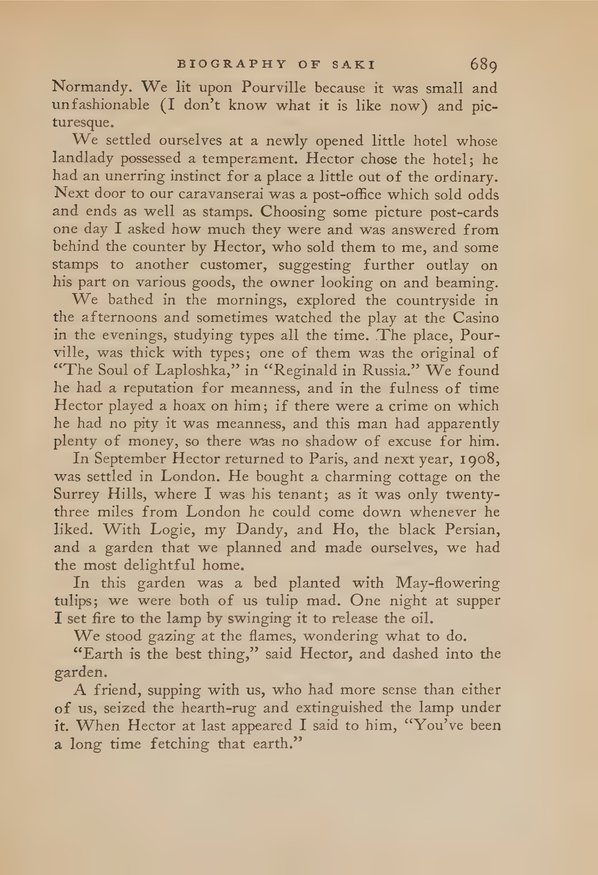 BIOGRAPHY OF SAKI 689
Normandy. We lit upon Pourville because it was small and
unfashionable (I don't know what it is like now) and pic-
turesque.
We settled ourselves at a newly opened little hotel whose
landlady possessed a temperament. Hector chose the hotel; he
had an unerring instinct for a place a little out of the ordinary.
Next door to our caravanserai was a post-office which sold odds
and ends as well as stamps. Choosing some picture post-cards
one day I asked how much they were and was answered from
behind the counter by Hector, who sold them to me, and some
stamps to another customer, suggesting further outlay on
his part on various goods, the owner looking on and beaming.
We bathed in the mornings, explored the countryside in
the afternoons and sometimes watched the play at the Casino
in the evenings, studying types all the time. The place, Pour-
ville, was thick with types; one of them was the original of
“The Soul of Laploshka,” in “Reginald in Russia.” We found
he had a reputation for meanness, and in the fulness of time
Hector played a hoax on him; if there were a crime on which
he had no pity it was meanness, and this man had apparently
plenty of money, so there was no shadow of excuse for him.
In September Hector returned to Paris, and next year, 1908,
was settled in London. He bought a charming cottage on the
Surrey Hills, where I was his tenant; as it was only twenty-
three miles from London he could come down whenever he
liked. With Logie, my Dandy, and Ho, the black Persian,
and a garden that we planned and made ourselves, we had
the most delightful home.
In this garden was a bed planted with May-flowering
tulips; we were both of us tulip mad. One night at supper
I set fire to the lamp by swinging it to release the oil.
We stood gazing at the flames, wondering what to do.
“Earth is the best thing,” said Hector, and dashed into the
garden.
A friend, supping with us, who had more sense than either
of us, seized the hearth-rug and extinguished the lamp under
it. When Hector at last appeared I said to him, “You've been
a long time fetching that earth.”